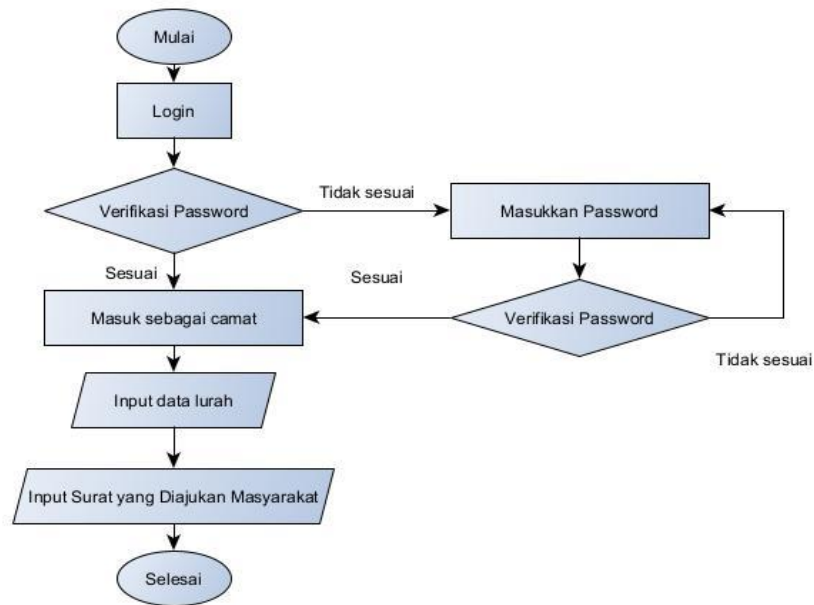 Mulai
Login
Verifikasi Password
Tidak sesuai
Masukkan Password
Sesuai
Sesuai
Masuk sebagai camat
Verifikasi Password
Tidak sesuai
Input data lurah
Input Surat yang Diajukan Masyarakat
Selesai